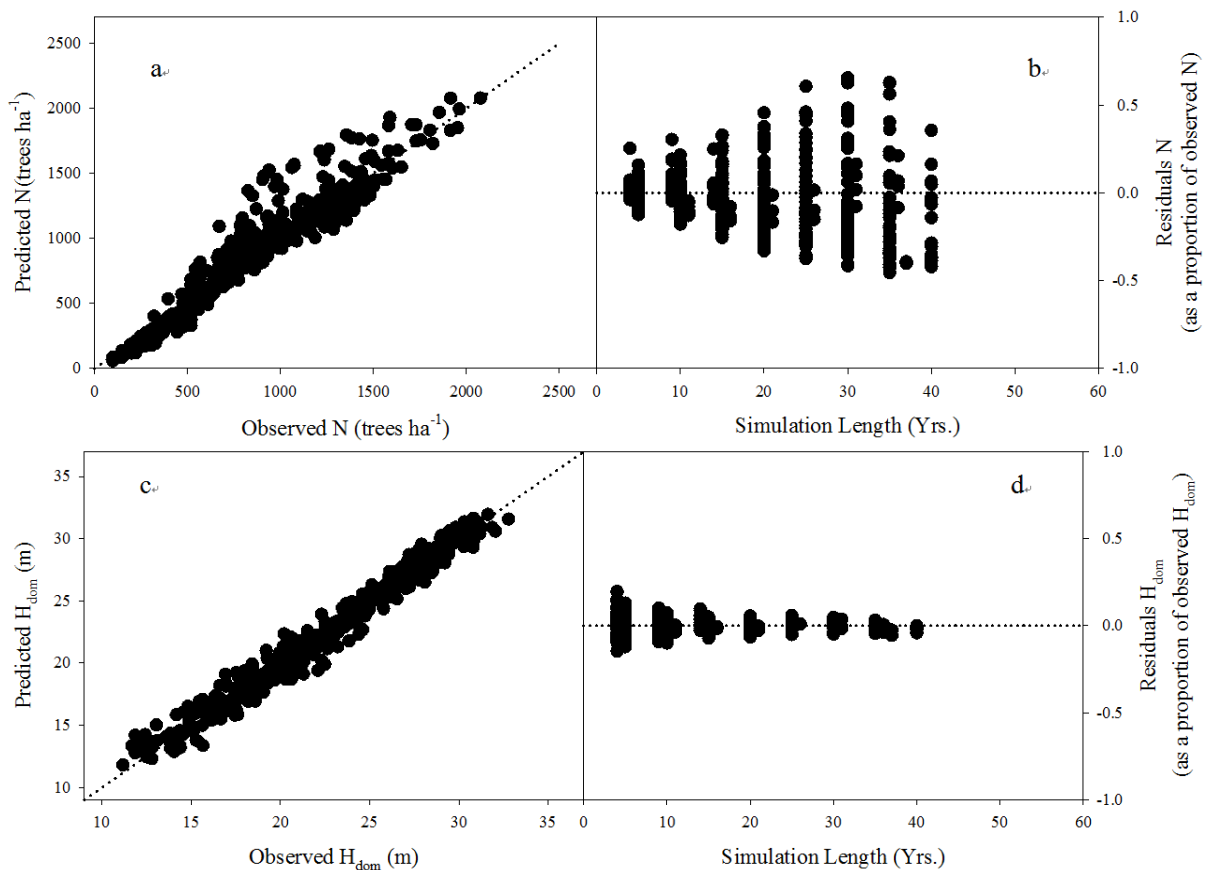 a↵
2500
2000
1500
1000
500
0
Predicted N (trees ha⁻¹)
0 500 1000 1500 2000 2500
Observed N (trees ha⁻¹)
b↵
1.0
0.5
0.0
-0.5
-1.0
Residuals N
(as a proportion of observed N)
0 10 20 30 40 50 60
Simulation Length (Yrs.)
c↵
35
30
25
20
15
10
Predicted H_dom (m)
10 15 20 25 30 35
Observed H_dom (m)
d↵
1.0
0.5
0.0
-0.5
-1.0
Residuals H_dom
(as a proportion of observed H_dom)
0 10 20 30 40 50 60
Simulation Length (Yrs.)